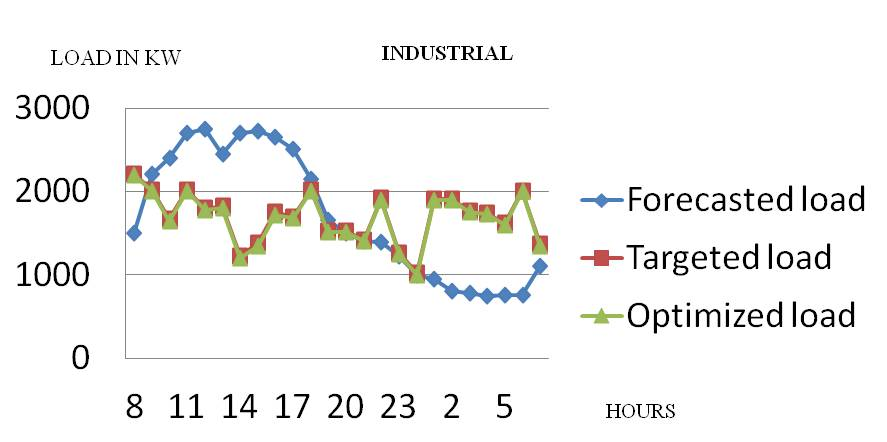 LOAD IN KW
INDUSTRIAL
3000
2000
1000
0
8 11 14 17 20 23 2 5
HOURS
Forecasted load
Targeted load
Optimized load